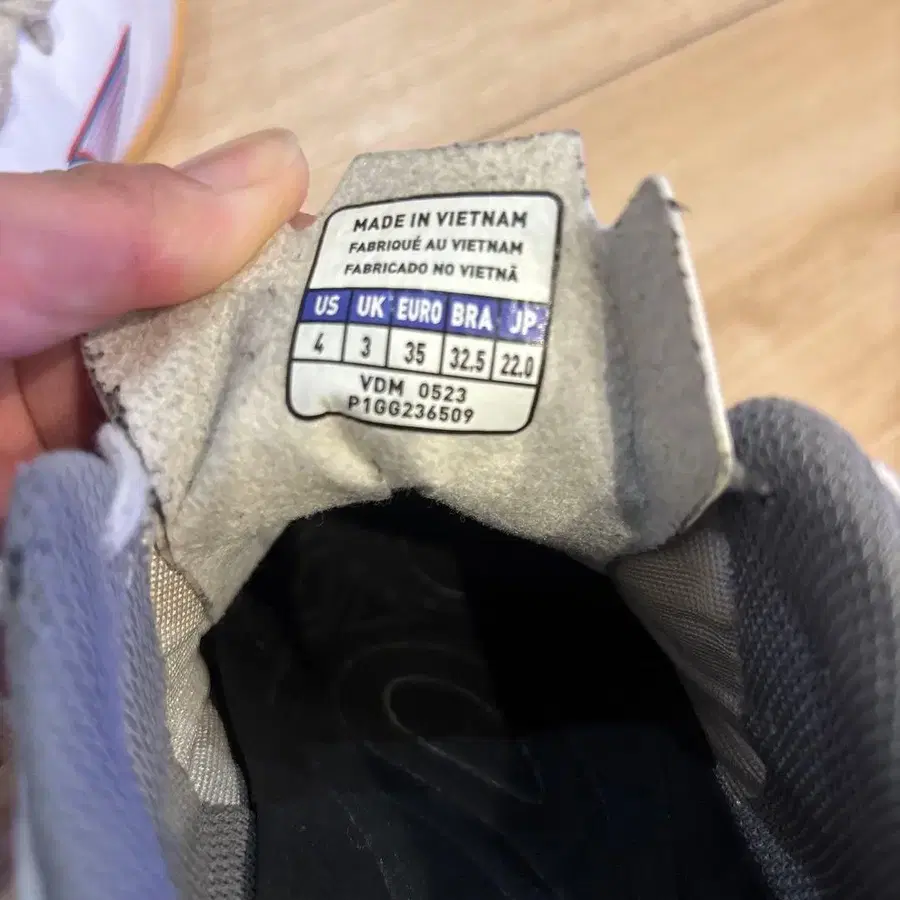 MADE IN VIETNAM
FABRIQUÉ AU VIETNAM
FABRICADO NO VIETNÃ
US UK EURO BRA JP
4 3 35 32.5 22.0
VDM 0523
P1GG236509